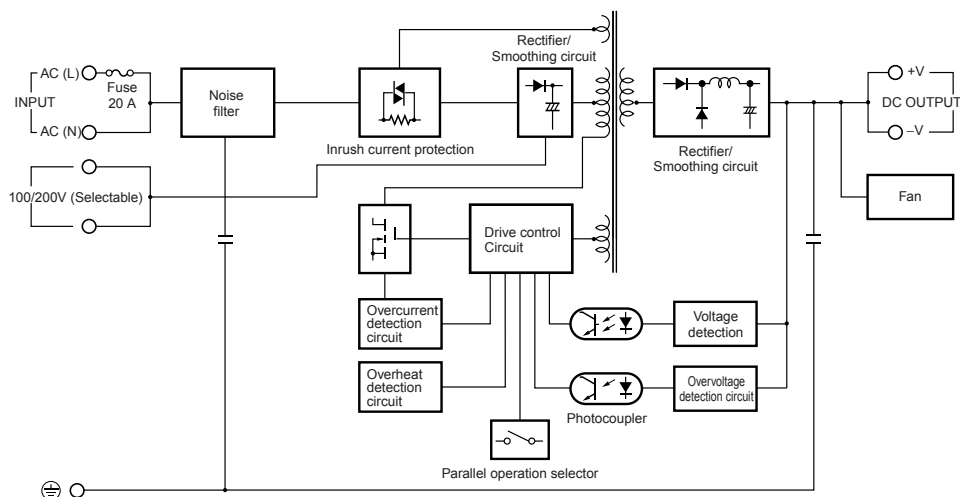 Rectifier/
Smoothing circuit
AC (L)
Fuse
20 A
INPUT
AC (N)
Noise
filter
Inrush current protection
Rectifier/
Smoothing circuit
+V
DC OUTPUT
–V
100/200V (Selectable)
Fan
Drive control
Circuit
Overcurrent
detection
circuit
Voltage
detection
Overheat
detection
circuit
Overvoltage
detection circuit
Photocoupler
Parallel operation selector